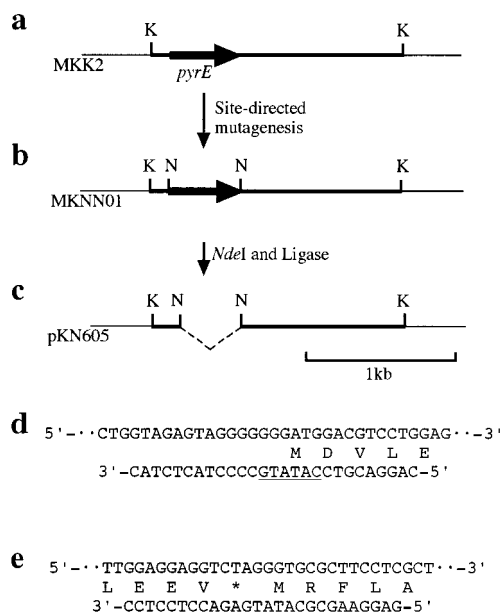 a
K K
MKK2
pyrE
Site-directed
mutagenesis
b
K N N K
MKNN01
NdeI and Ligase
c
K N N K
pKN605
1kb
d
5'-··CTGGTAGAGTAGGGGGGGATGGACGTCCTGGAG··-3'
M D V L E
3'-CATCTCATCCCCGTATACCTGCAGGAC-5'
e
5'-··TTGGAGGAGGTCTAGGGTGCGCTTCCTCGCT··-3'
L E E V * M R F L A
3'-CCTCCTCCAGAGTATACGCGAAGGAG-5'